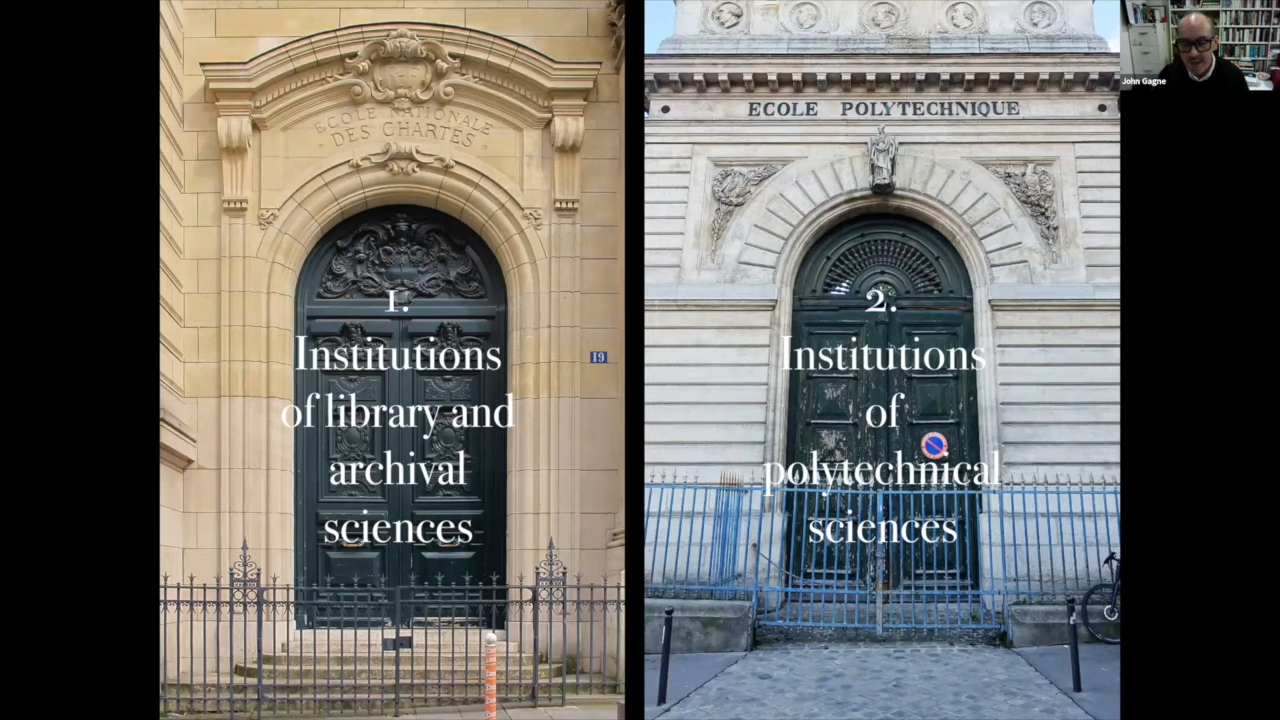 ECOLE NATIONALE
DES CHARTES
1.
Institutions
of library and
archival
sciences
19
ECOLE POLYTECHNIQUE
2.
Institutions
of
polytechnical
sciences
John Gagne